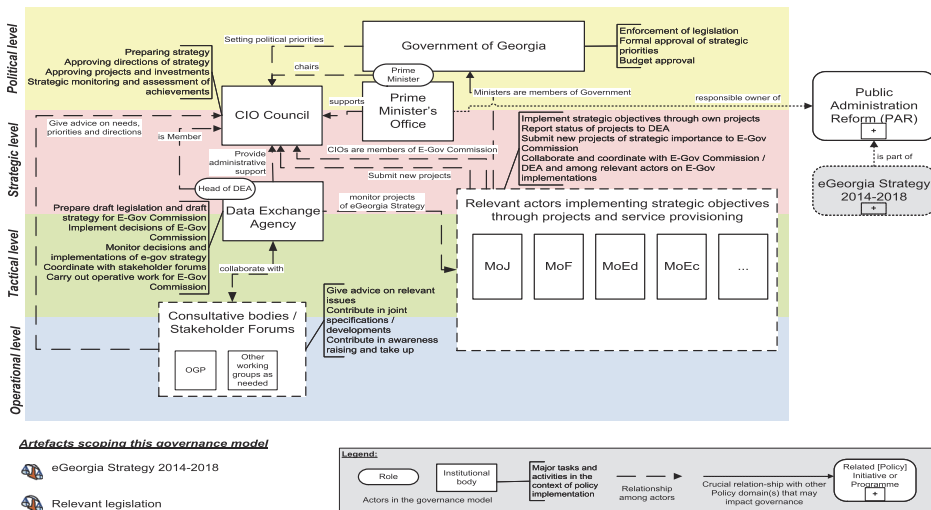 Political level
Strategic level
Tactical level
Operational level
Setting political priorities
Government of Georgia
Enforcement of legislation
Formal approval of strategic
priorities
Budget approval
Preparing strategy
Approving directions of strategy
Approving projects and investments
Strategic monitoring and assessment of
achievements
chairs
Prime
Minister
Ministers are members of Government
CIO Council
supports
Prime
Minister's
Office
responsible owner of
Public
Administration
Reform (PAR)
+
Give advice on needs,
priorities and directions
is Member
Provide
administrative
support
CIOs are members of E-Gov Commission
Submit new projects
Implement strategic objectives through own projects
Report status of projects to DEA
Submit new projects of strategic importance to E-Gov
Commission
Collaborate and coordinate with E-Gov Commission /
DEA and among relevant actors on E-Gov
implementations
is part of
eGeorgia Strategy
2014-2018
+
Head of DEA
Data Exchange
Agency
monitor projects
of eGeorgia Strategy
Relevant actors implementing strategic objectives
through projects and service provisioning
MoJ
MoF
MoEd
MoEc
...
Prepare draft legislation and draft
strategy for E-Gov Commission
Implement decisions of E-Gov
Commission
Monitor decisions and
implementations of e-gov strategy
Coordinate with stakeholder forums
Carry out operative work for E-Gov
Commission
collaborate with
Consultative bodies /
Stakeholder Forums
OGP
Other
working
groups as
needed
Give advice on relevant
issues
Contribute in joint
specifications /
developments
Contribute in awareness
raising and take up
Artefacts scoping this governance model
eGeorgia Strategy 2014-2018
Relevant legislation
Legend:
Role
Institutional
body
Actors in the governance model
Major tasks and
activities in the
context of policy
implementation
Relationship
among actors
Crucial relation-ship with other
Policy domain(s) that may
impact governance
Related [Policy]
Initiative or
Programme
+